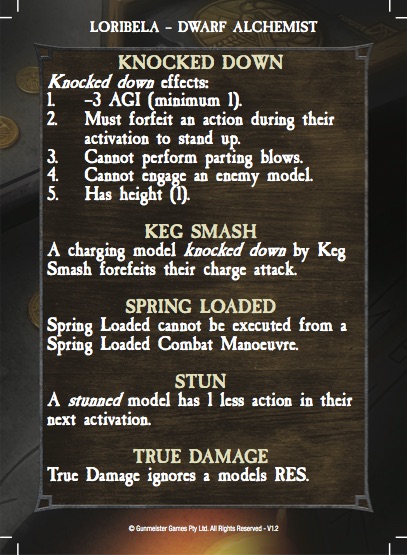 LORIBELA – DWARF ALCHEMIST
KNOCKED DOWN
Knocked down effects:
1. –3 AGI (minimum 1).
2. Must forfeit an action during their
activation to stand up.
3. Cannot perform parting blows.
4. Cannot engage an enemy model.
5. Has height (1).
KEG SMASH
A charging model knocked down by Keg
Smash forefeits their charge attack.
SPRING LOADED
Spring Loaded cannot be executed from a
Spring Loaded Combat Manoeuvre.
STUN
A stunned model has 1 less action in their
next activation.
TRUE DAMAGE
True Damage ignores a models RES.
© Gunmeister Games Pty Ltd. All Rights Reserved - V1.2